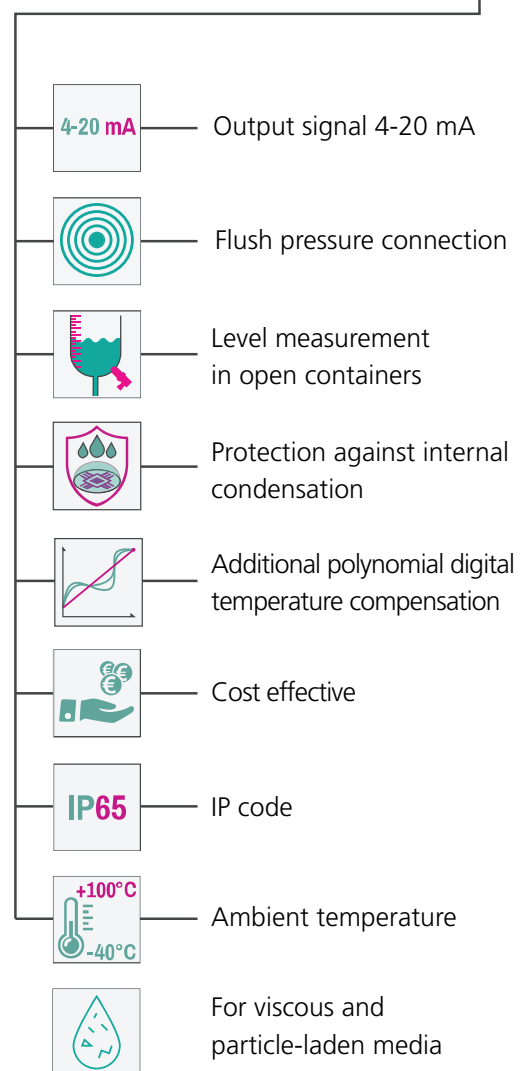 4-20 mA
Output signal 4-20 mA
Flush pressure connection
Level measurement
in open containers
Protection against internal
condensation
Additional polynomial digital
temperature compensation
€€
€
Cost effective
IP65
IP code
+100°C
-40°C
Ambient temperature
For viscous and
particle-laden media